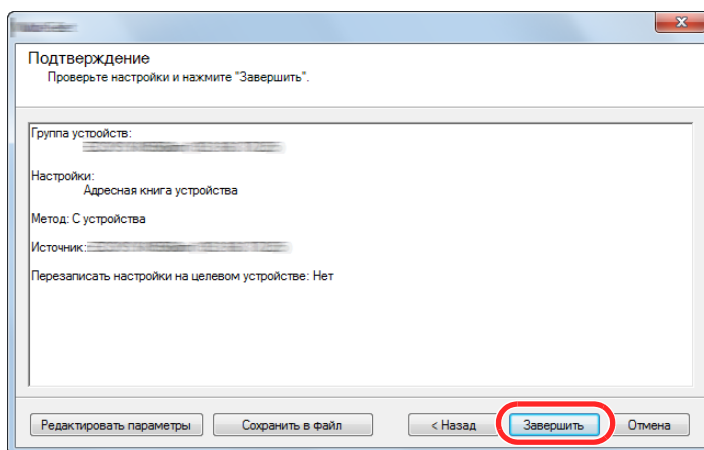 Подтверждение
Проверьте настройки и нажмите "Завершить".
Группа устройств:
Настройки:
Адресная книга устройства
Метод: С устройства
Источник:
Перезаписать настройки на целевом устройстве: Нет
Редактировать параметры
Сохранить в файл
< Назад
Завершить
Отмена